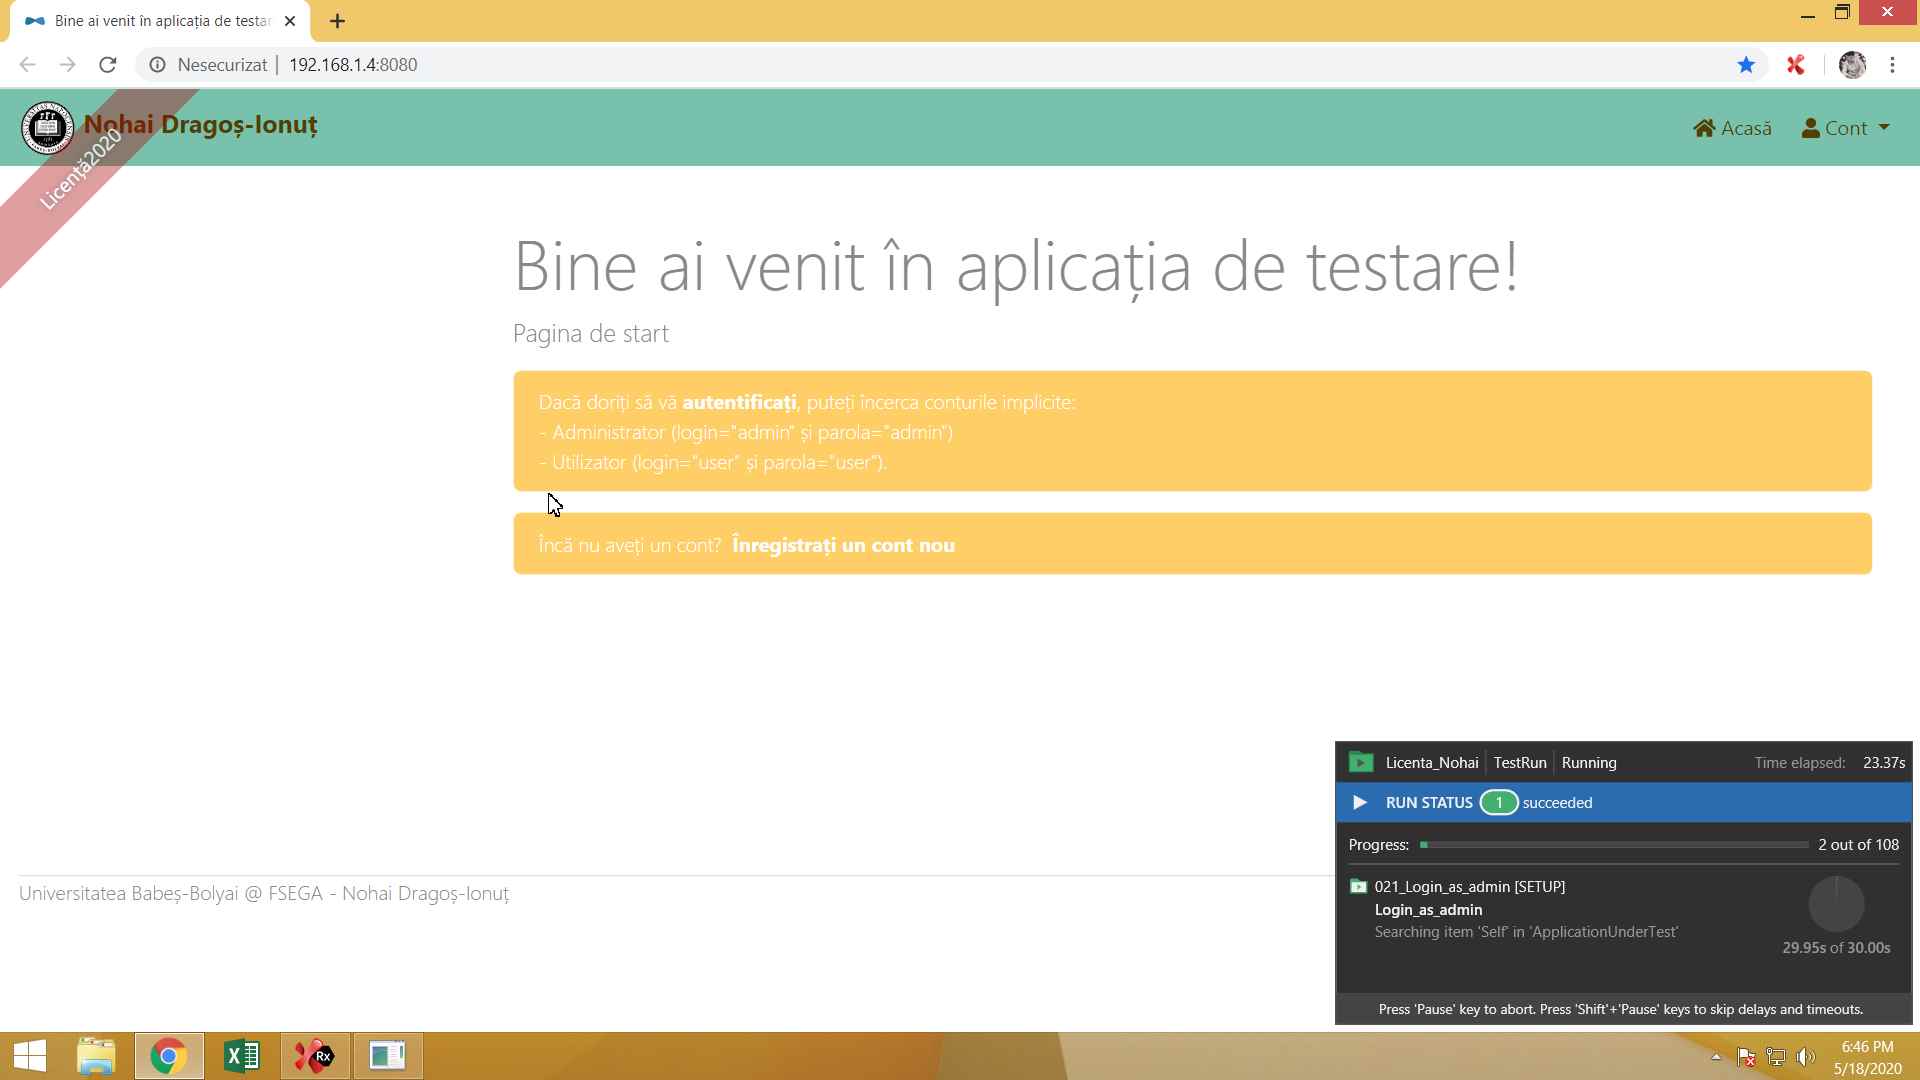 Bine ai venit în aplicația de testar
Nesecurizat | 192.168.1.4:8080
Nohai Dragoș-Ionuț
Acasă
Cont
Licență2020
Bine ai venit în aplicația de testare!
Pagina de start
Dacă doriți să vă autentificați, puteți încerca conturile implicite:
- Administrator (login="admin" și parola="admin")
- Utilizator (login="user" și parola="user").
Încă nu aveți un cont? Înregistrați un cont nou
Licenta_Nohai | TestRun | Running Time elapsed: 23.37s
RUN STATUS 1 succeeded
Progress: 2 out of 108
021_Login_as_admin [SETUP]
Login_as_admin
Searching item 'Self' in 'ApplicationUnderTest'
29.95s of 30.00s
Press 'Pause' key to abort. Press 'Shift'+'Pause' keys to skip delays and timeouts.
Universitatea Babeș-Bolyai @ FSEGA - Nohai Dragoș-Ionuț
Rx
6:46 PM
5/18/2020